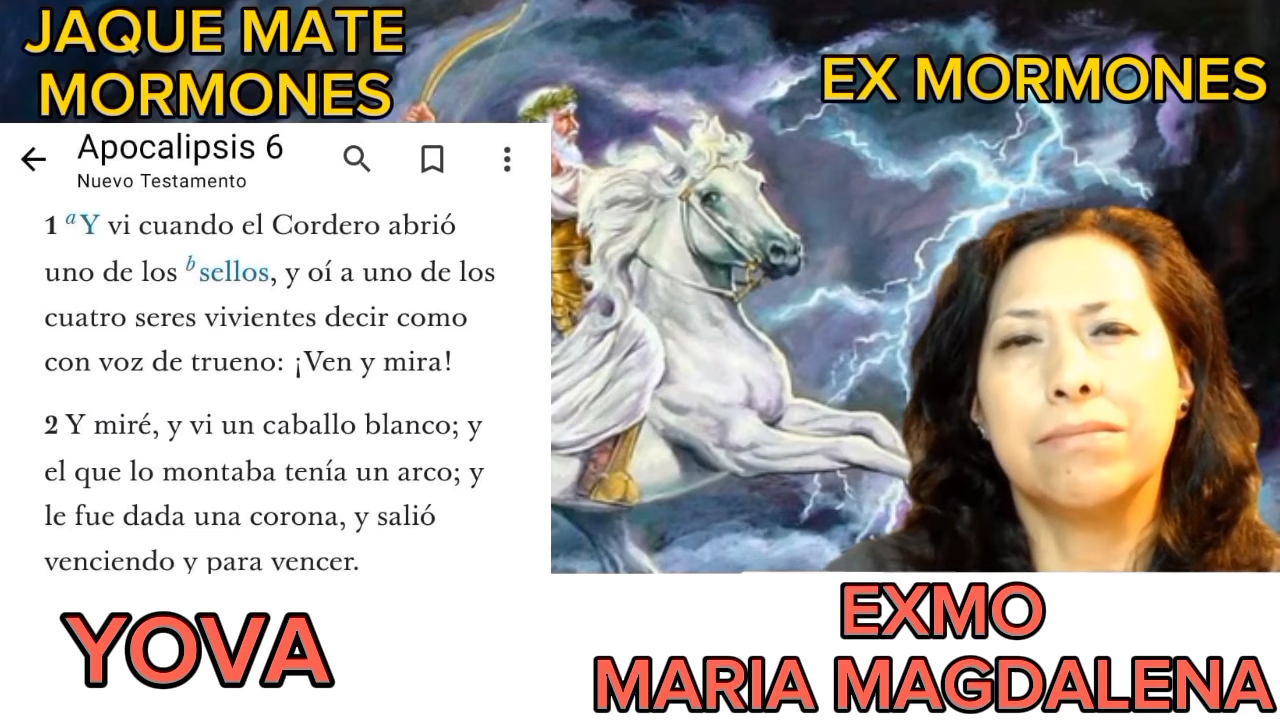 JAQUE MATE
MORMONES
EX MORMONES
Apocalipsis 6
Nuevo Testamento
1 a Y vi cuando el Cordero abrió
uno de los b sellos, y oí a uno de los
cuatro seres vivientes decir como
con voz de trueno: ¡Ven y mira!
2 Y miré, y vi un caballo blanco; y
el que lo montaba tenía un arco; y
le fue dada una corona, y salió
venciendo y para vencer.
YOVA
EXMO
MARIA MAGDALENA